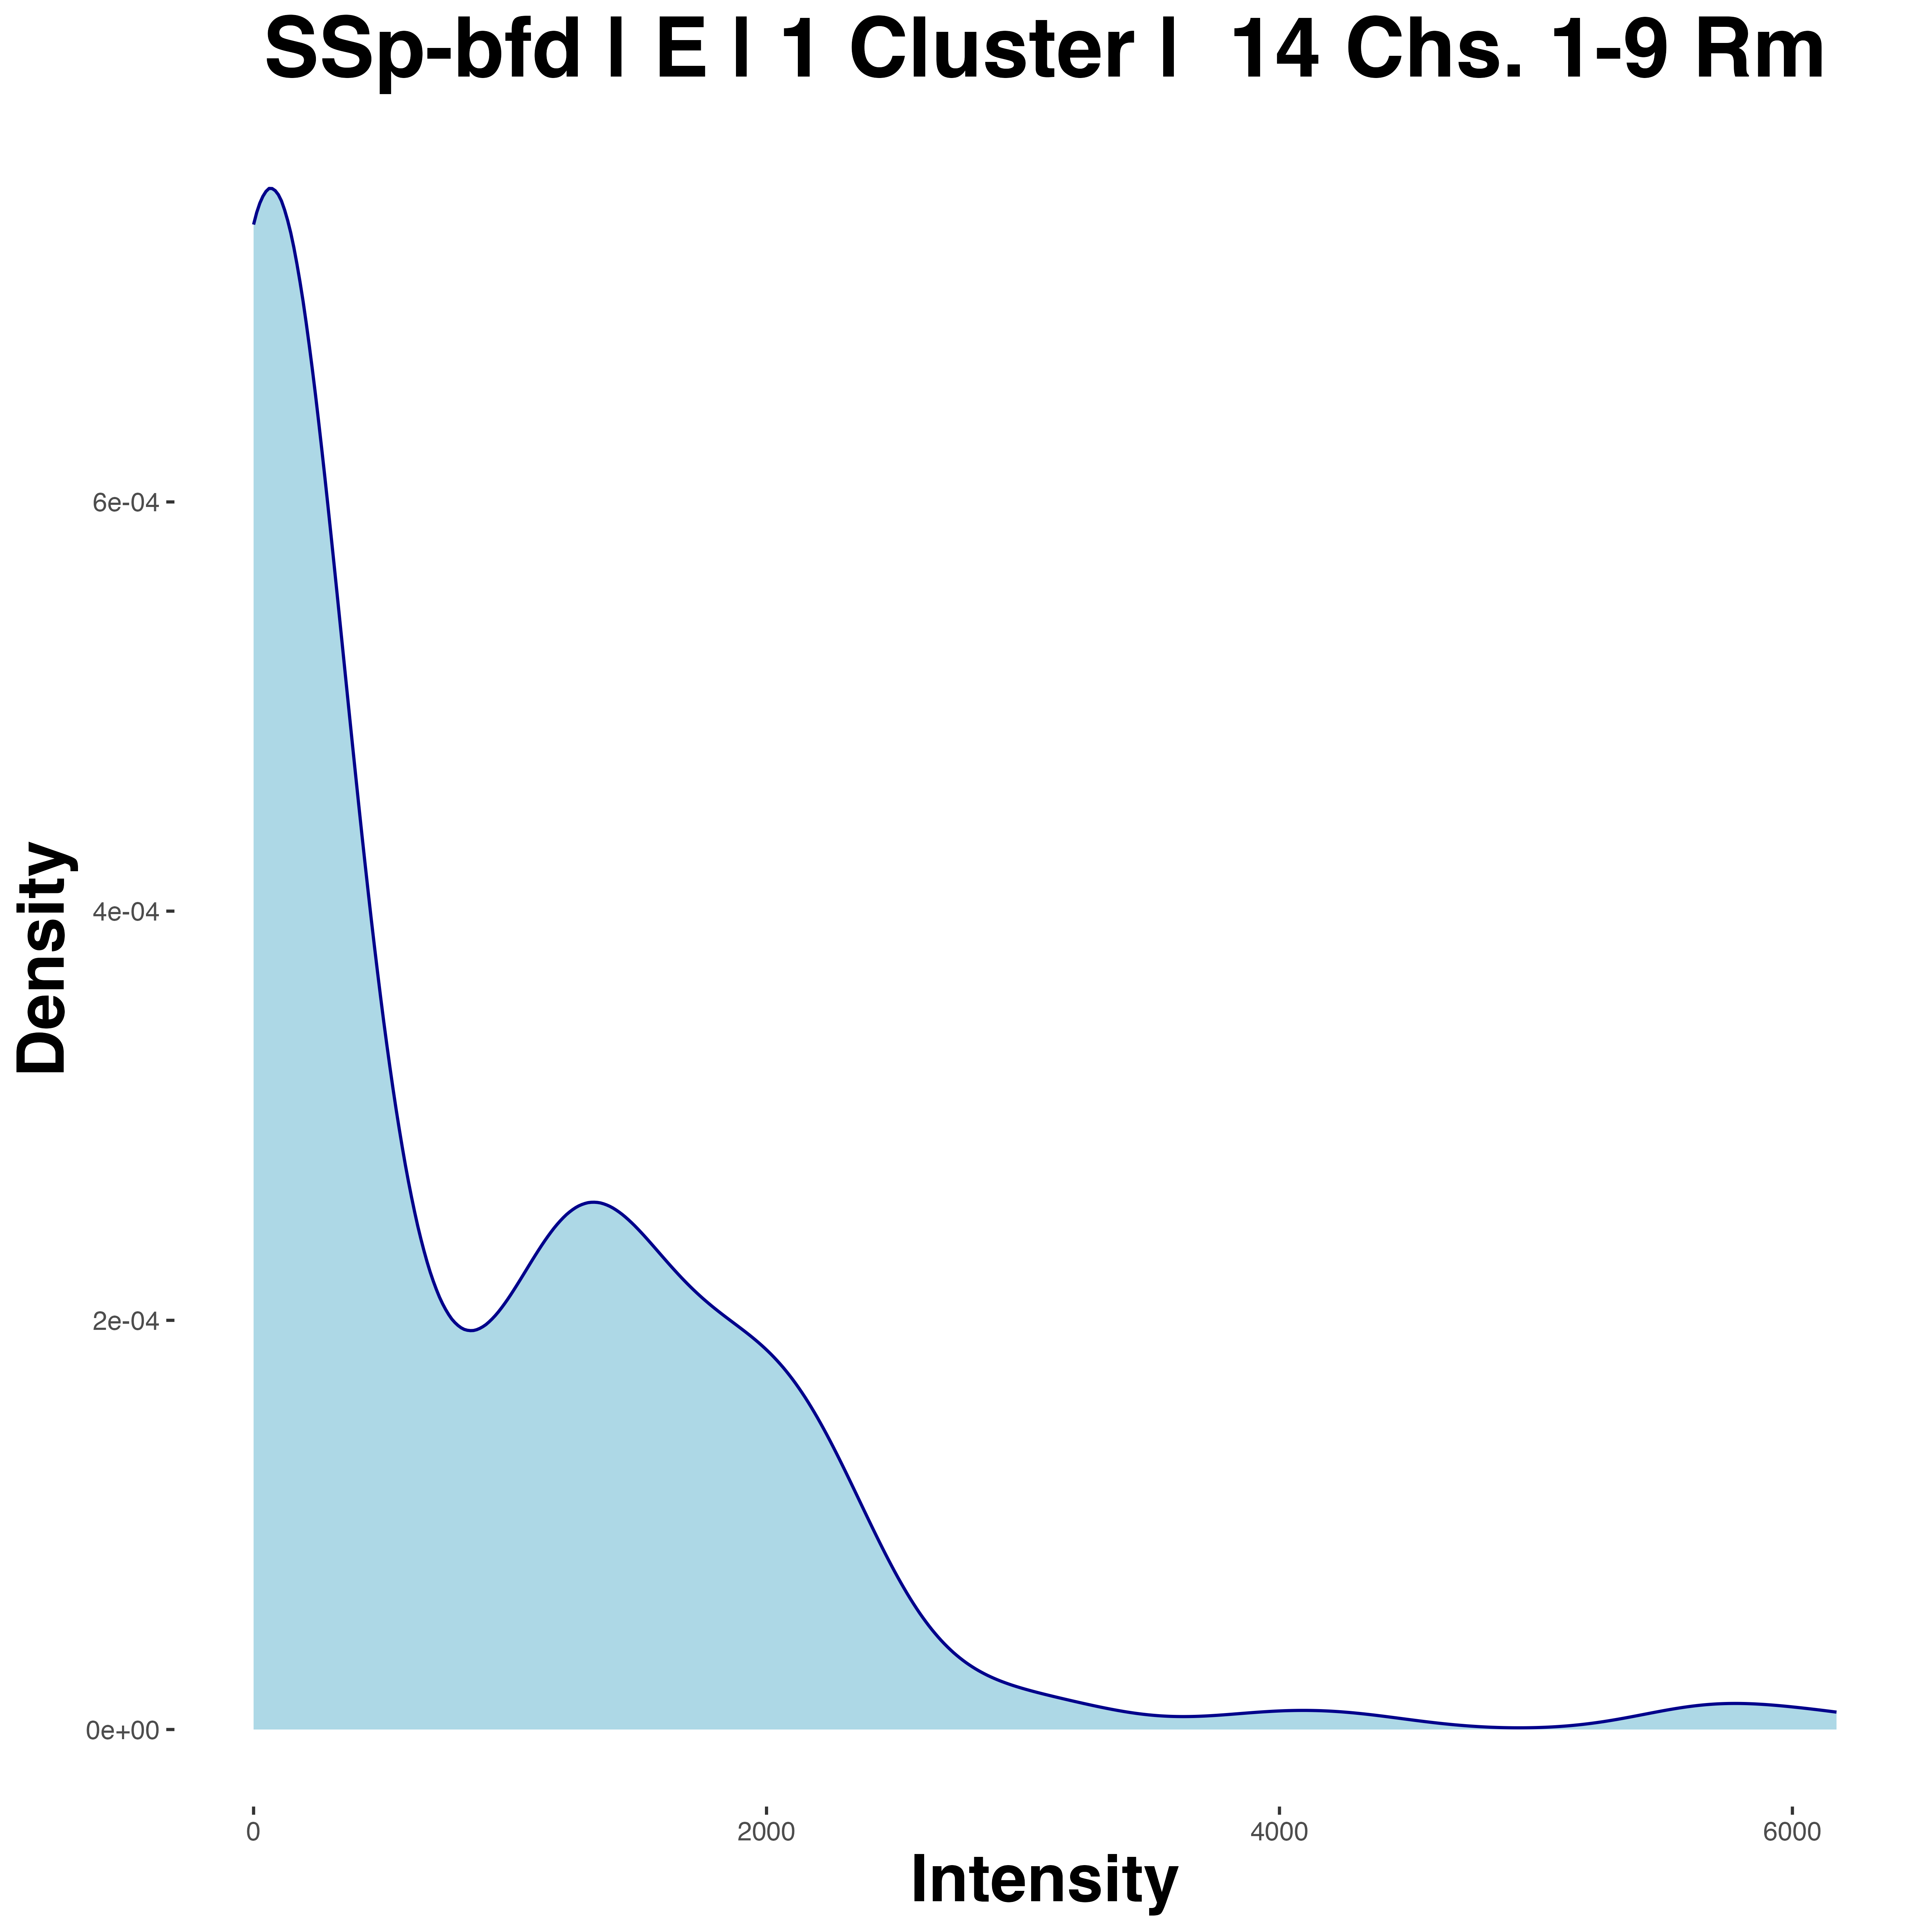 SSp-bfd | E | 1 Cluster | 14 Chs. 1-9 Rm
6e-04
4e-04
2e-04
0e+00
Density
0
2000
4000
6000
Intensity